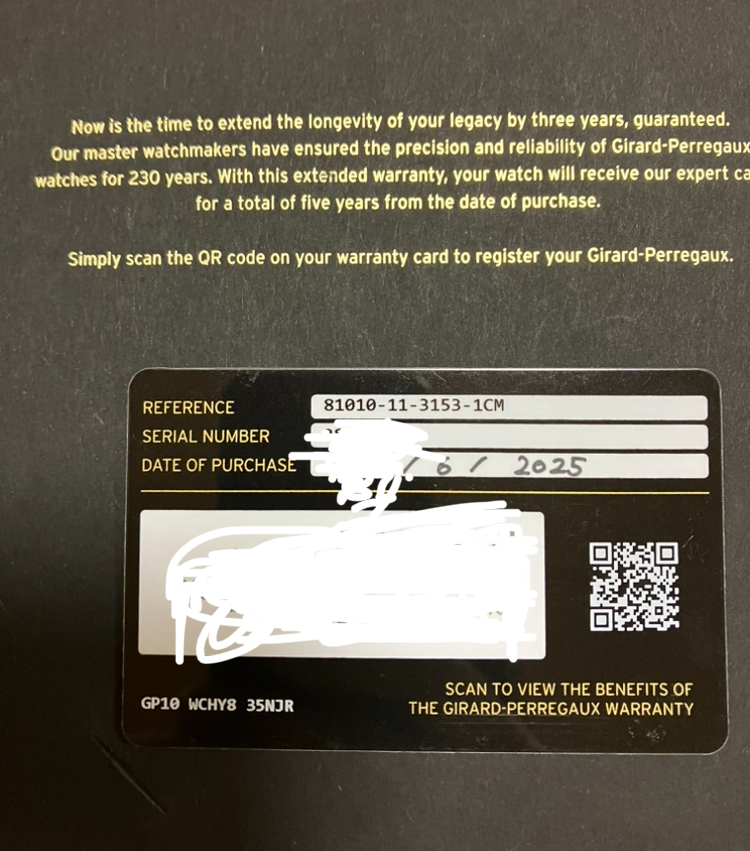 Now is the time to extend the longevity of your legacy by three years, guaranteed.
Our master watchmakers have ensured the precision and reliability of Girard-Perregaux
watches for 230 years. With this extended warranty, your watch will receive our expert ca
for a total of five years from the date of purchase.
Simply scan the QR code on your warranty card to register your Girard-Perregaux.
REFERENCE 81010-11-3153-1CM
SERIAL NUMBER
DATE OF PURCHASE / 6 / 2025
GP10 WCHY8 35NJR
SCAN TO VIEW THE BENEFITS OF
THE GIRARD-PERREGAUX WARRANTY